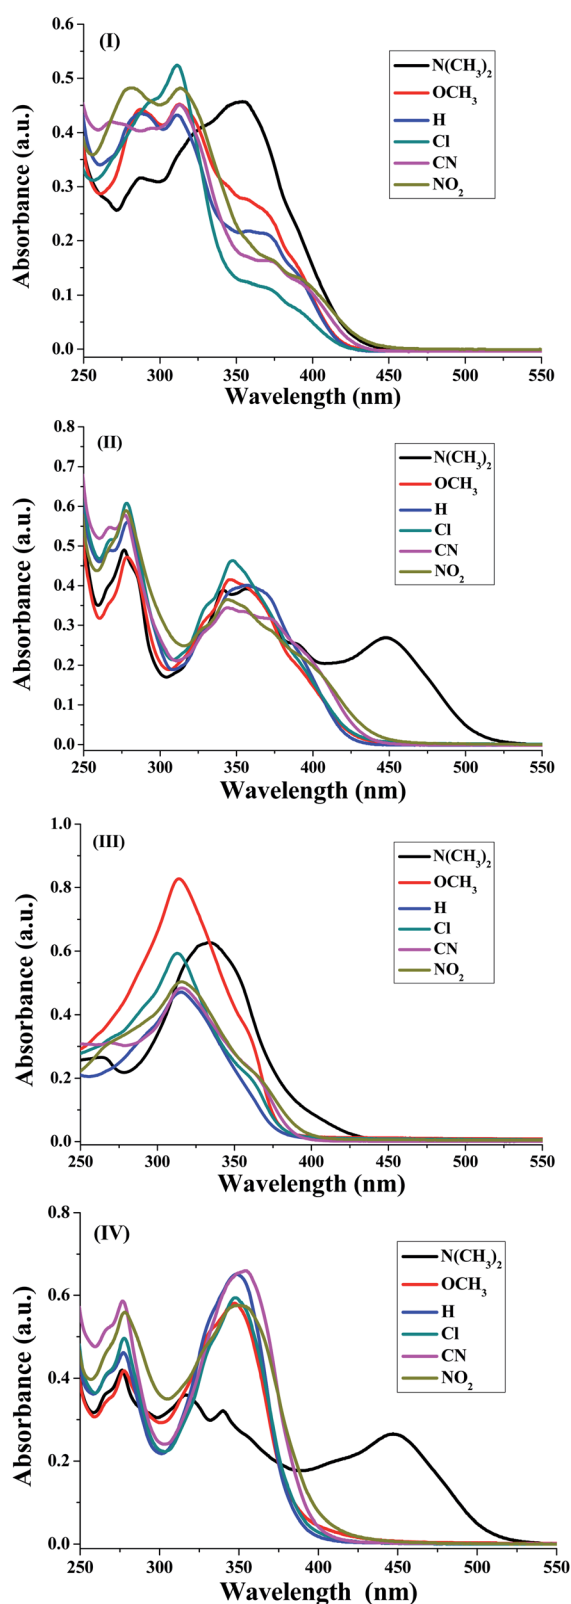 (I)
N(CH₃)₂
OCH₃
H
Cl
CN
NO₂
0.6
0.5
0.4
0.3
0.2
0.1
0.0
Absorbance (a.u.)
250 300 350 400 450 500 550
Wavelength (nm)
(II)
N(CH₃)₂
OCH₃
H
Cl
CN
NO₂
0.8
0.7
0.6
0.5
0.4
0.3
0.2
0.1
0.0
Absorbance (a.u.)
250 300 350 400 450 500 550
Wavelength (nm)
(III)
N(CH₃)₂
OCH₃
H
Cl
CN
NO₂
1.0
0.8
0.6
0.4
0.2
0.0
Absorbance (a.u.)
250 300 350 400 450 500 550
Wavelength (nm)
(IV)
N(CH₃)₂
OCH₃
H
Cl
CN
NO₂
0.8
0.6
0.4
0.2
0.0
Absorbance (a.u.)
250 300 350 400 450 500 550
Wavelength (nm)